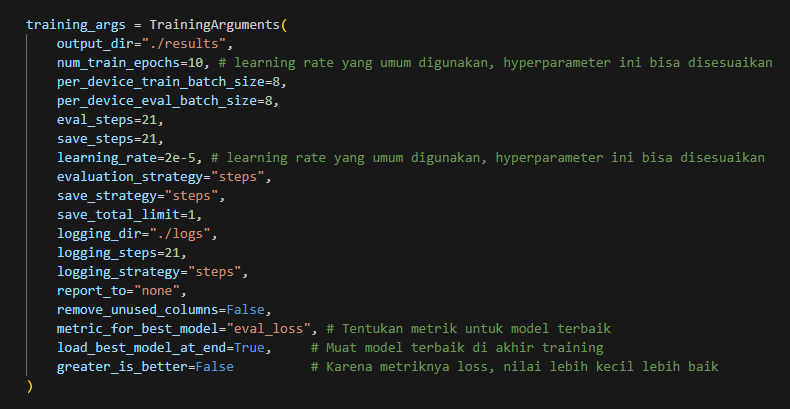 training_args = TrainingArguments(
    output_dir="./results",
    num_train_epochs=10, # learning rate yang umum digunakan, hyperparameter ini bisa disesuaikan
    per_device_train_batch_size=8,
    per_device_eval_batch_size=8,
    eval_steps=21,
    save_steps=21,
    learning_rate=2e-5, # learning rate yang umum digunakan, hyperparameter ini bisa disesuaikan
    evaluation_strategy="steps",
    save_strategy="steps",
    save_total_limit=1,
    logging_dir="./logs",
    logging_steps=21,
    logging_strategy="steps",
    report_to="none",
    remove_unused_columns=False,
    metric_for_best_model="eval_loss", # Tentukan metrik untuk model terbaik
    load_best_model_at_end=True,     # Muat model terbaik di akhir training
    greater_is_better=False          # Karena metriknya loss, nilai lebih kecil lebih baik
)